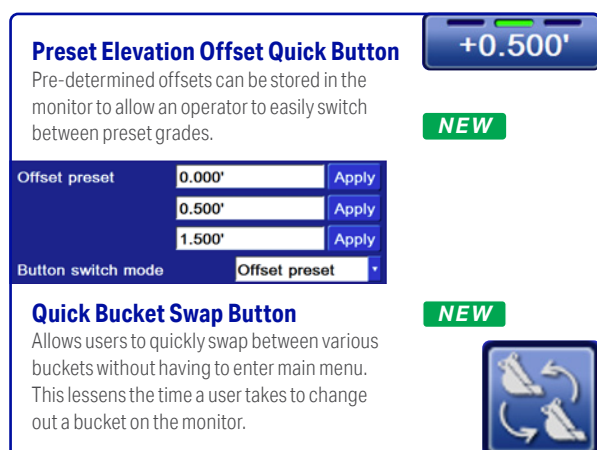 Preset Elevation Offset Quick Button
+0.500'
Pre-determined offsets can be stored in the
monitor to allow an operator to easily switch
between preset grades.
NEW
Offset preset 0.000' Apply
0.500' Apply
1.500' Apply
Button switch mode Offset preset
Quick Bucket Swap Button
NEW
Allows users to quickly swap between various
buckets without having to enter main menu.
This lessens the time a user takes to change
out a bucket on the monitor.